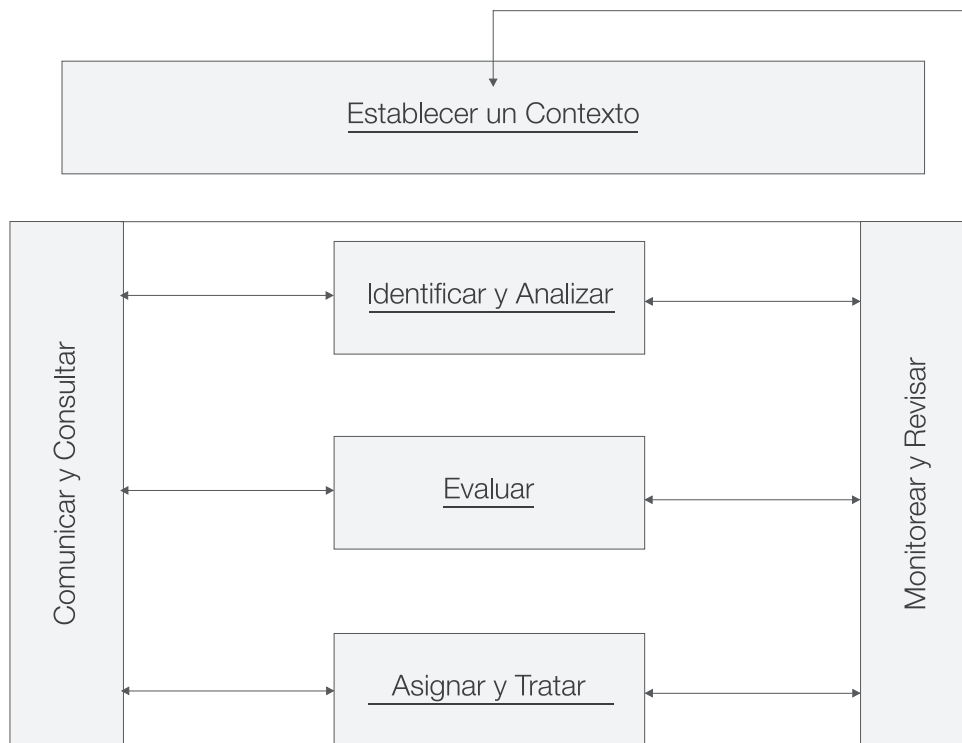 Establecer un Contexto
Comunicar y Consultar
Identificar y Analizar
Evaluar
Asignar y Tratar
Monitorear y Revisar